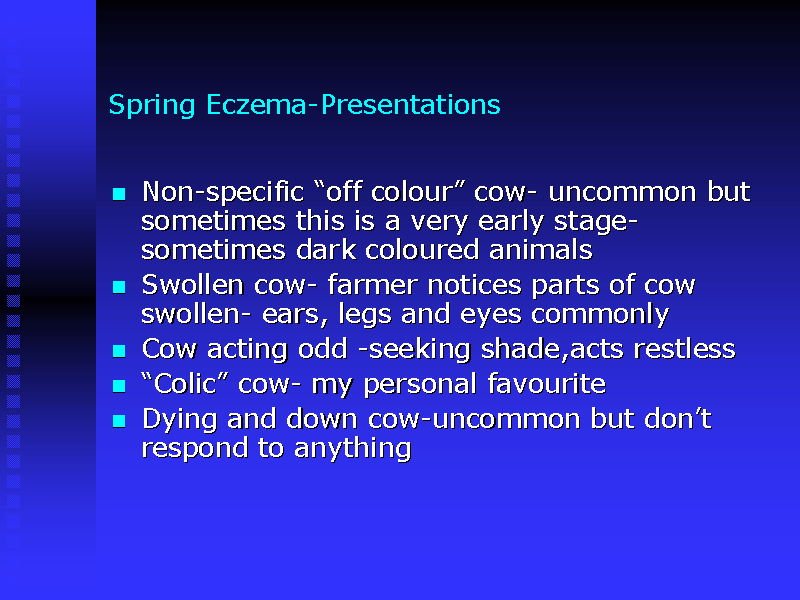 Spring Eczema-Presentations
Non-specific “off colour” cow- uncommon but
sometimes this is a very early stage-
sometimes dark coloured animals
Swollen cow- farmer notices parts of cow
swollen- ears, legs and eyes commonly
Cow acting odd -seeking shade,acts restless
“Colic” cow- my personal favourite
Dying and down cow-uncommon but don’t
respond to anything